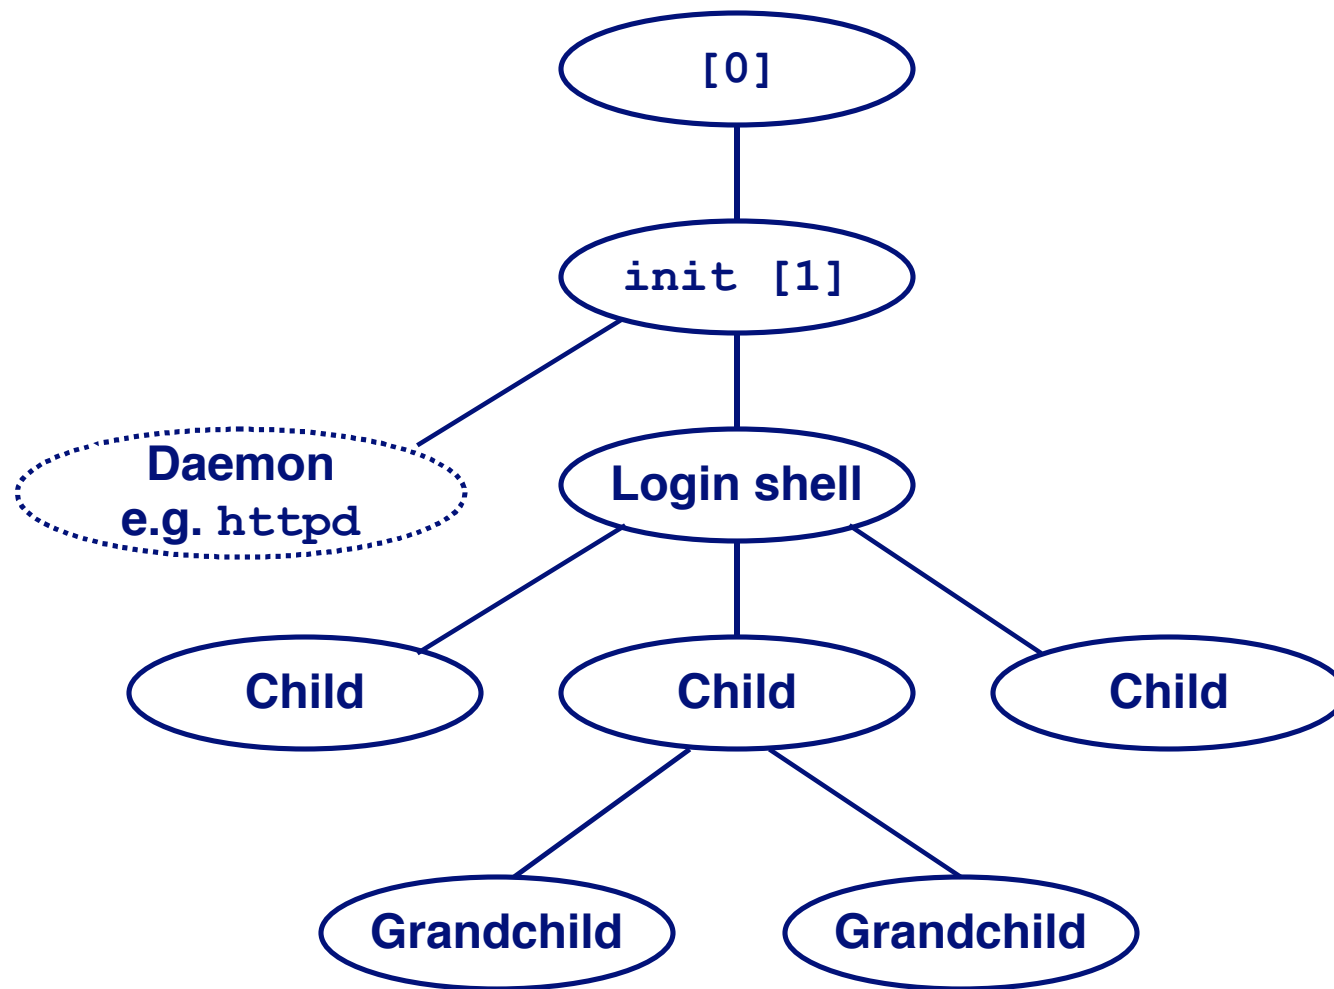 [0]
init [1]
Daemon
e.g. httpd
Login shell
Child
Child
Child
Grandchild
Grandchild